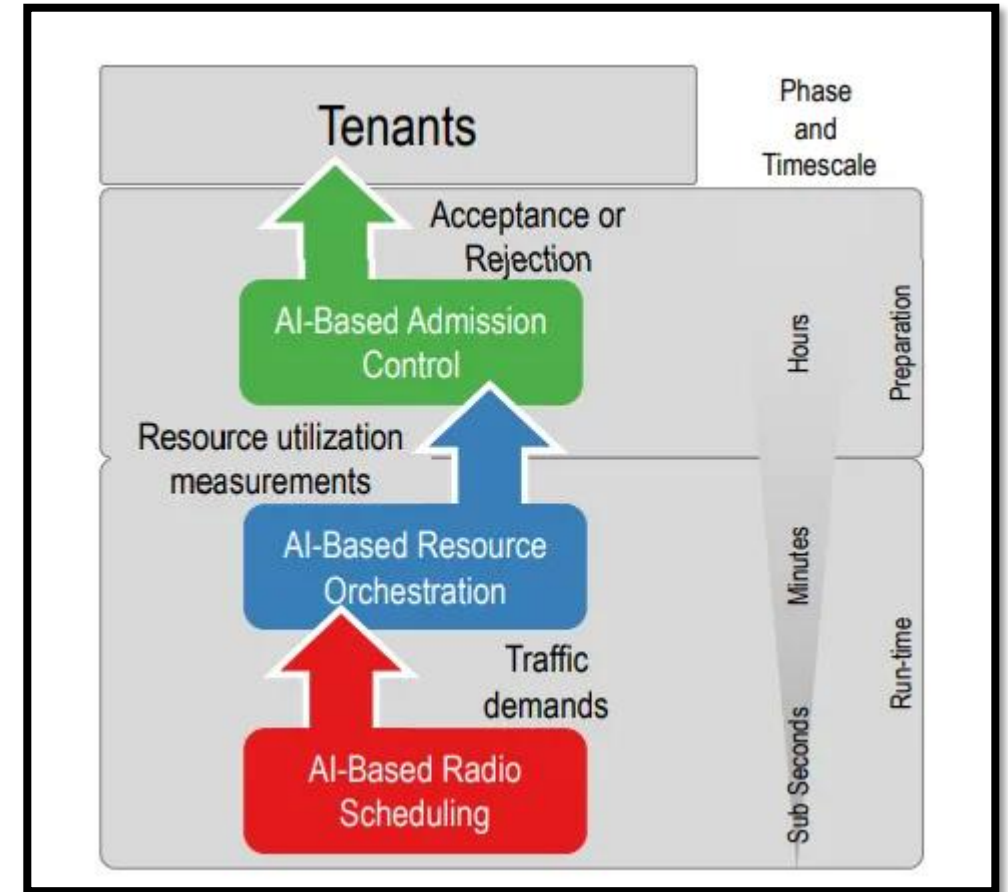 Tenants
Phase
and
Timescale
Acceptance or
Rejection
AI-Based Admission
Control
Hours
Preparation
Resource utilization
measurements
AI-Based Resource
Orchestration
Minutes
Traffic
demands
Run-time
AI-Based Radio
Scheduling
Sub Seconds